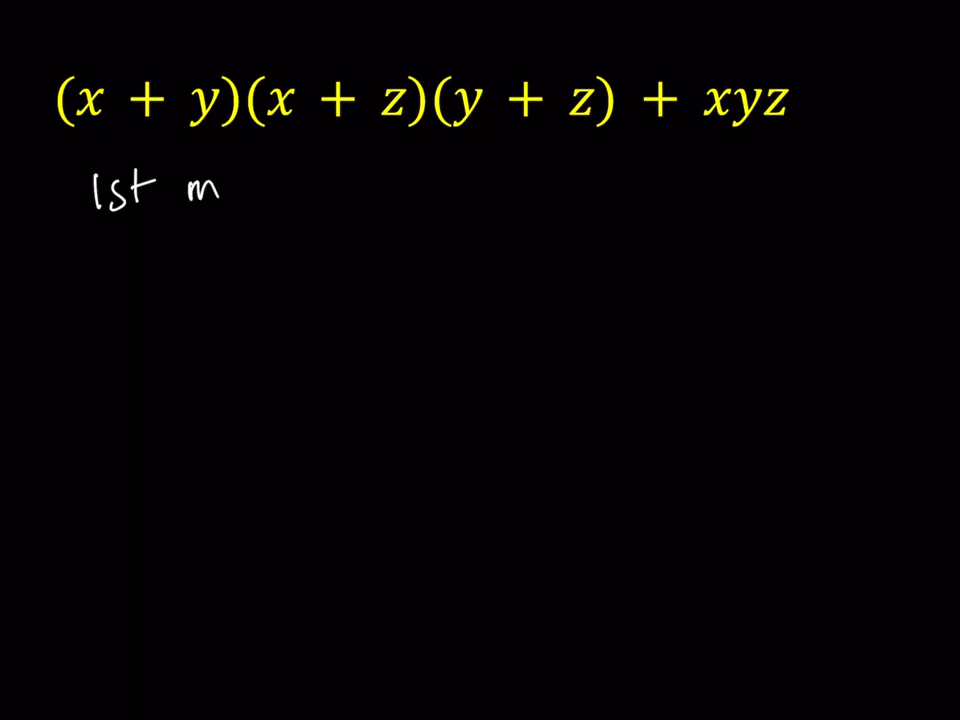 (x + y)(x + z)(y + z) + xyz
1st m